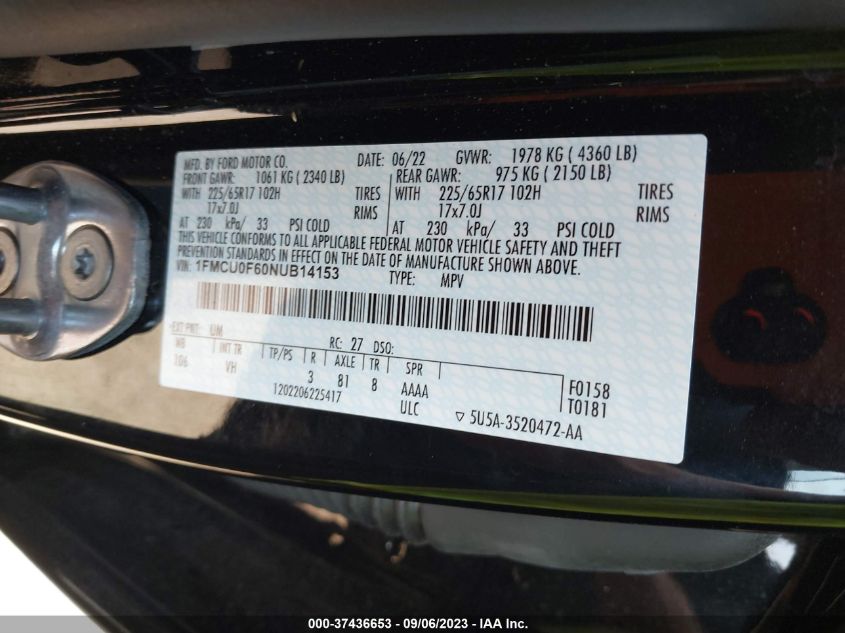 MFD. BY FORD MOTOR CO. DATE: 06/22 GVWR: 1978 KG ( 4360 LB)
FRONT GAWR: 1061 KG ( 2340 LB) REAR GAWR: 975 KG ( 2150 LB)
WITH 225/65R17 102H TIRES WITH 225/65R17 102H TIRES
17x7.0J RIMS 17x7.0J RIMS
AT 230 kPa/ 33 PSI COLD AT 230 kPa/ 33 PSI COLD
THIS VEHICLE CONFORMS TO ALL APPLICABLE FEDERAL MOTOR VEHICLE SAFETY AND THEFT
PREVENTION STANDARDS IN EFFECT ON THE DATE OF MANUFACTURE SHOWN ABOVE.
VIN: 1FMCU0F60NUB14153 TYPE: MPV
EXT PNT: UM RC: 27 DSO:
WB INT TR TP/PS R AXLE TR SPR
106 VH 3 81 8 AAAA F0158
1202206225417 ULC T0181
5U5A-3520472-AA
000-37436653 - 09/06/2023 - IAA Inc.